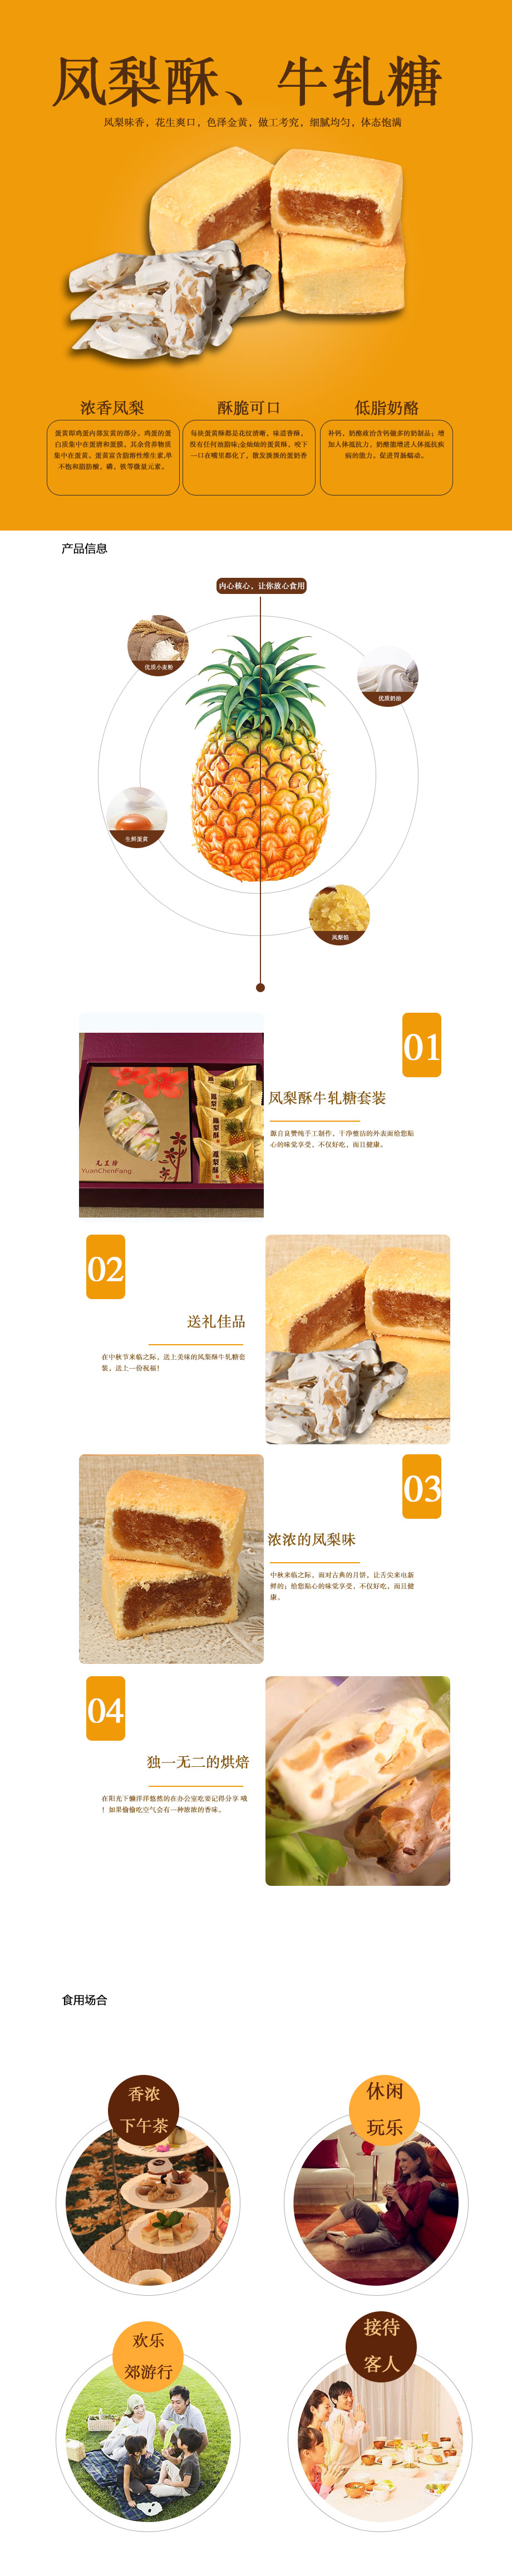 凤梨酥、牛轧糖
凤梨味香，花生爽口，色泽金黄，做工考究，细腻均匀，体态饱满
浓香凤梨
蛋黄即鸡蛋内部发黄的部分，鸡蛋的蛋
白质集中在蛋清和蛋膜，其余营养物质
集中在蛋黄。蛋黄富含脂溶性维生素,单
不饱和脂肪酸，磷，铁等微量元素。
酥脆可口
每块蛋黄酥都是花纹清晰，味道香酥，
没有任何油脂味;金灿灿的蛋黄酥，咬下
一口在嘴里都化了，散发淡淡的蛋奶香
低脂奶酪
补钙，奶酪政治含钙做多的奶制品；增
加人体抵抗力，奶酪能增进人体抵抗疾
病的能力，促进胃肠蠕动。
产品信息
内心核心，让你放心食用
优质小麦粉
优质奶油
生鲜蛋黄
凤梨馅
01
凤梨酥牛轧糖套装
源自良赞纯手工制作，干净整洁的外表面给您贴
心的味觉享受，不仅好吃，而且健康。
元豆坊
YuanChenFang
鳳梨酥
02
送礼佳品
在中秋节来临之际，送上美味的凤梨酥牛轧糖套
装，送上一份祝福！
03
浓浓的凤梨味
中秋来临之际，面对古典的月饼，让舌尖来电新
鲜的；给您贴心的味觉享受，不仅好吃，而且健
康。
04
独一无二的烘焙
在阳光下懒洋洋悠然的在办公室吃要记得分享 哦
！如果偷偷吃空气会有一种浓浓的香味。
食用场合
香浓
下午茶
休闲
玩乐
欢乐
郊游行
接待
客人